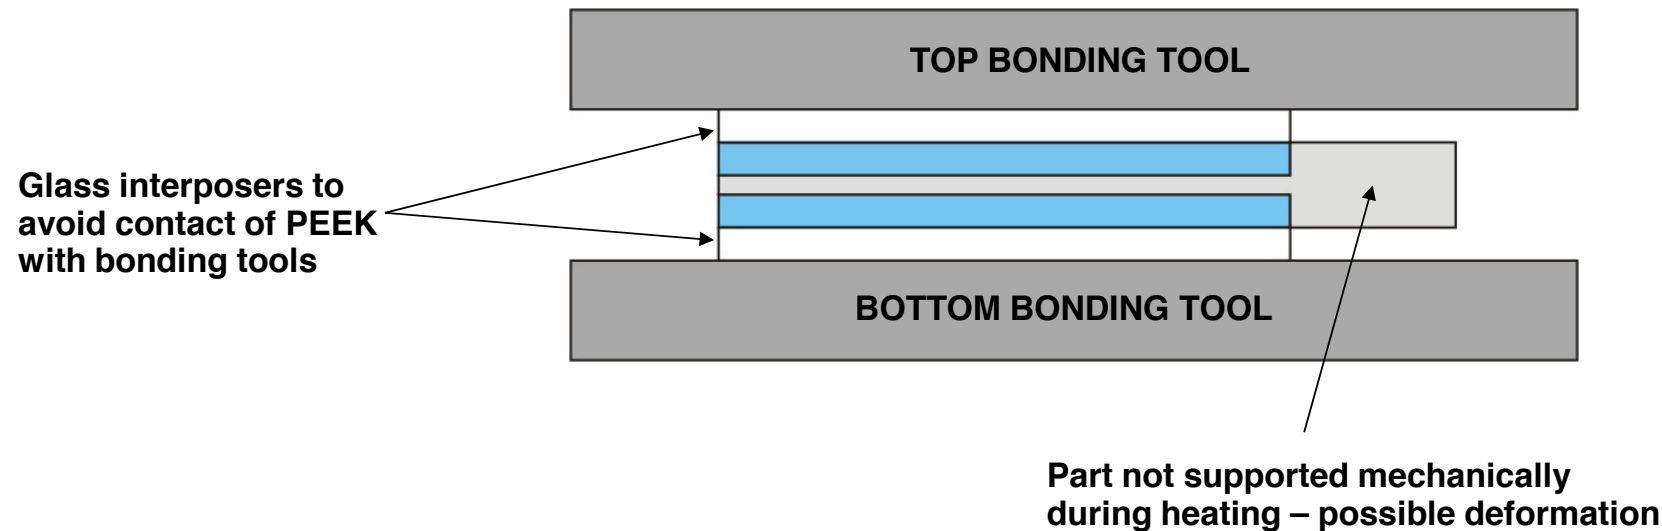 TOP BONDING TOOL
Glass interposers to
avoid contact of PEEK
with bonding tools
BOTTOM BONDING TOOL
Part not supported mechanically
during heating – possible deformation